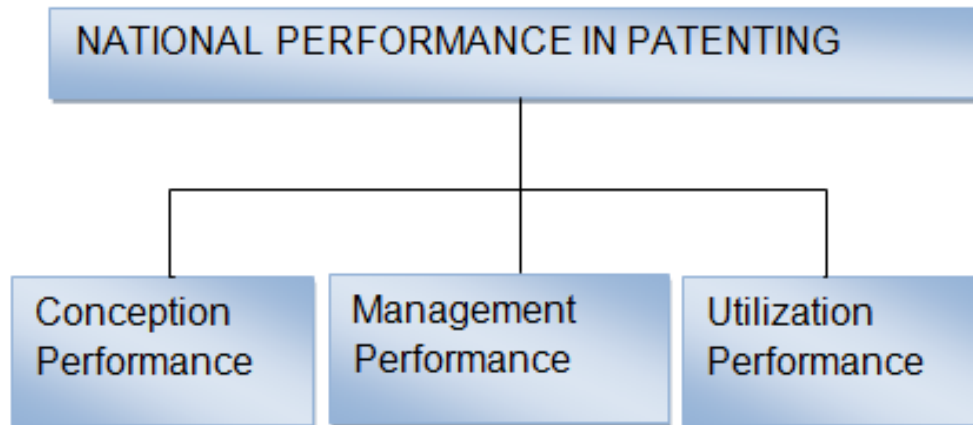 NATIONAL PERFORMANCE IN PATENTING
Conception
Performance
Management
Performance
Utilization
Performance